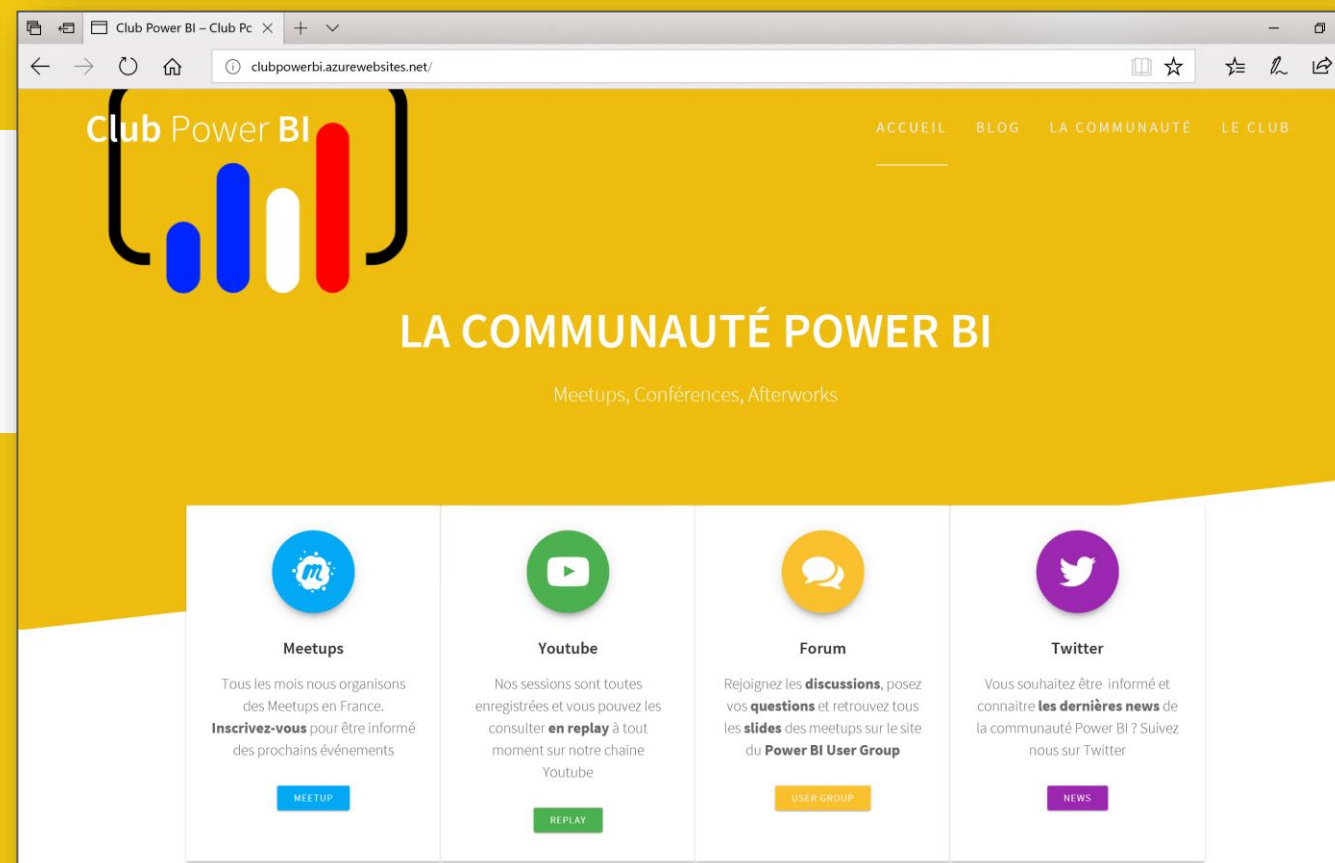 Club Power BI – Club Pc
clubpowerbi.azurewebsites.net/
Club Power BI
ACCUEIL BLOG LA COMMUNAUTÉ LE CLUB
LA COMMUNAUTÉ POWER BI
Meetups, Conférences, Afterworks
Meetups
Tous les mois nous organisons
des Meetups en France.
Inscrivez-vous pour être informé
des prochains événements
MEETUP
Youtube
Nos sessions sont toutes
enregistrées et vous pouvez les
consulter en replay à tout
moment sur notre chaine
Youtube
REPLAY
Forum
Rejoignez les discussions, posez
vos questions et retrouvez tous
les slides des meetups sur le site
du Power BI User Group
USER GROUP
Twitter
Vous souhaitez être informé et
connaitre les dernières news de
la communauté Power BI ? Suivez
nous sur Twitter
NEWS